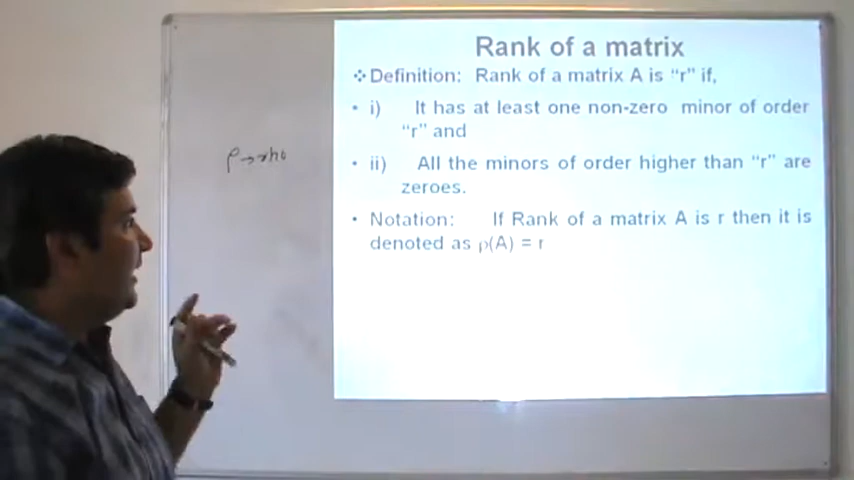 Rank of a matrix
❖Definition: Rank of a matrix A is “r” if,
• i) It has at least one non-zero minor of order
“r” and
• ii) All the minors of order higher than “r” are
zeroes.
• Notation: If Rank of a matrix A is r then it is
denoted as ρ(A) = r
ρ→rho